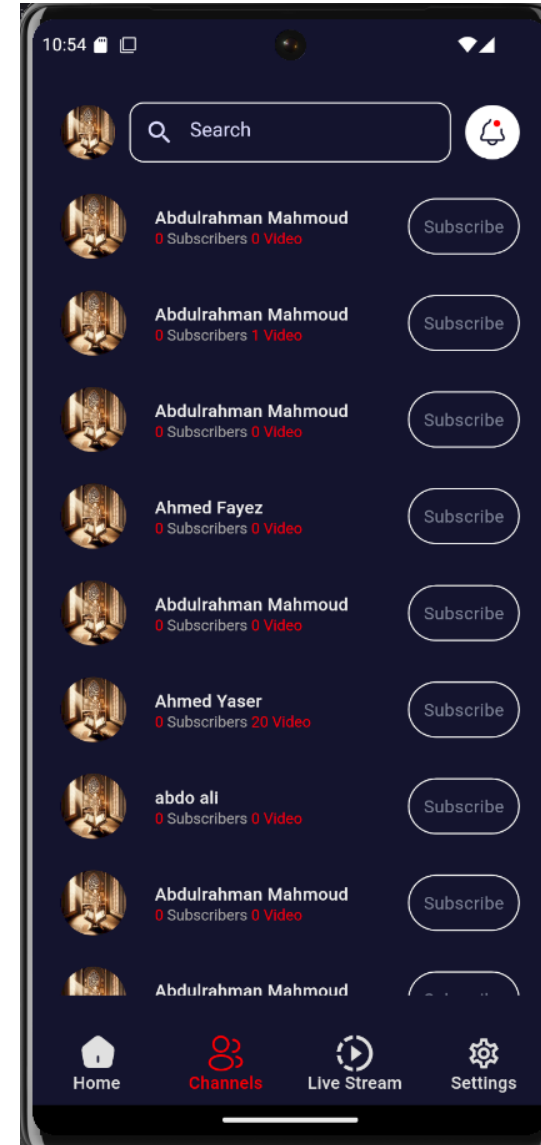 10:54
Search
Abdulrahman Mahmoud
0 Subscribers 0 Video
Subscribe
Abdulrahman Mahmoud
0 Subscribers 1 Video
Subscribe
Abdulrahman Mahmoud
0 Subscribers 0 Video
Subscribe
Ahmed Fayez
0 Subscribers 0 Video
Subscribe
Abdulrahman Mahmoud
0 Subscribers 0 Video
Subscribe
Ahmed Yaser
0 Subscribers 20 Video
Subscribe
abdo ali
0 Subscribers 0 Video
Subscribe
Abdulrahman Mahmoud
0 Subscribers 0 Video
Subscribe
Abdulrahman Mahmoud
Home
Channels
Live Stream
Settings